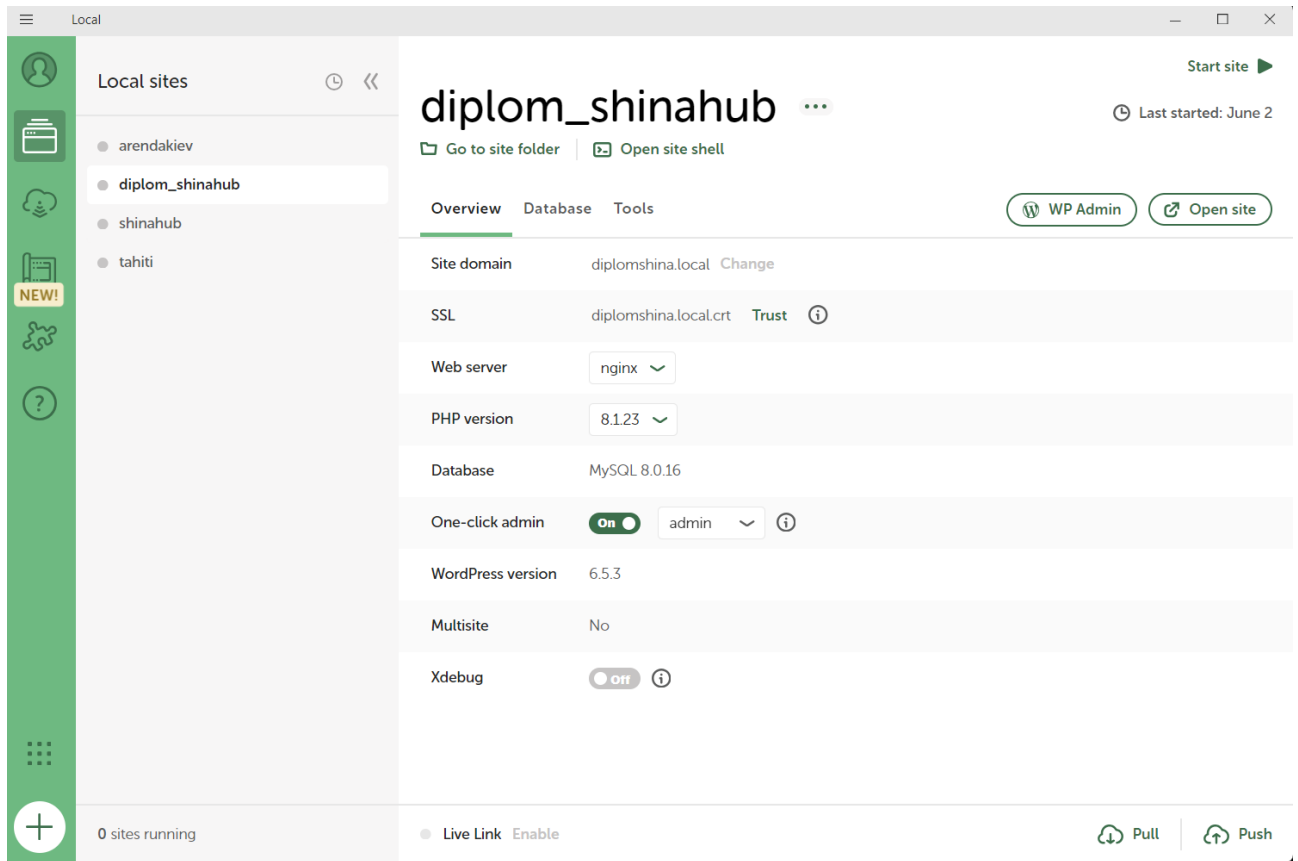 Local
Local sites
arendakiev
diplom_shinahub
shinahub
tahiti
NEW!
0 sites running
Start site
diplom_shinahub ...
Last started: June 2
Go to site folder Open site shell
Overview Database Tools WP Admin Open site
Site domain diplomshina.local Change
SSL diplomshina.local.crt Trust
Web server nginx
PHP version 8.1.23
Database MySQL 8.0.16
One-click admin On admin
WordPress version 6.5.3
Multisite No
Xdebug Off
Live Link Enable Pull Push